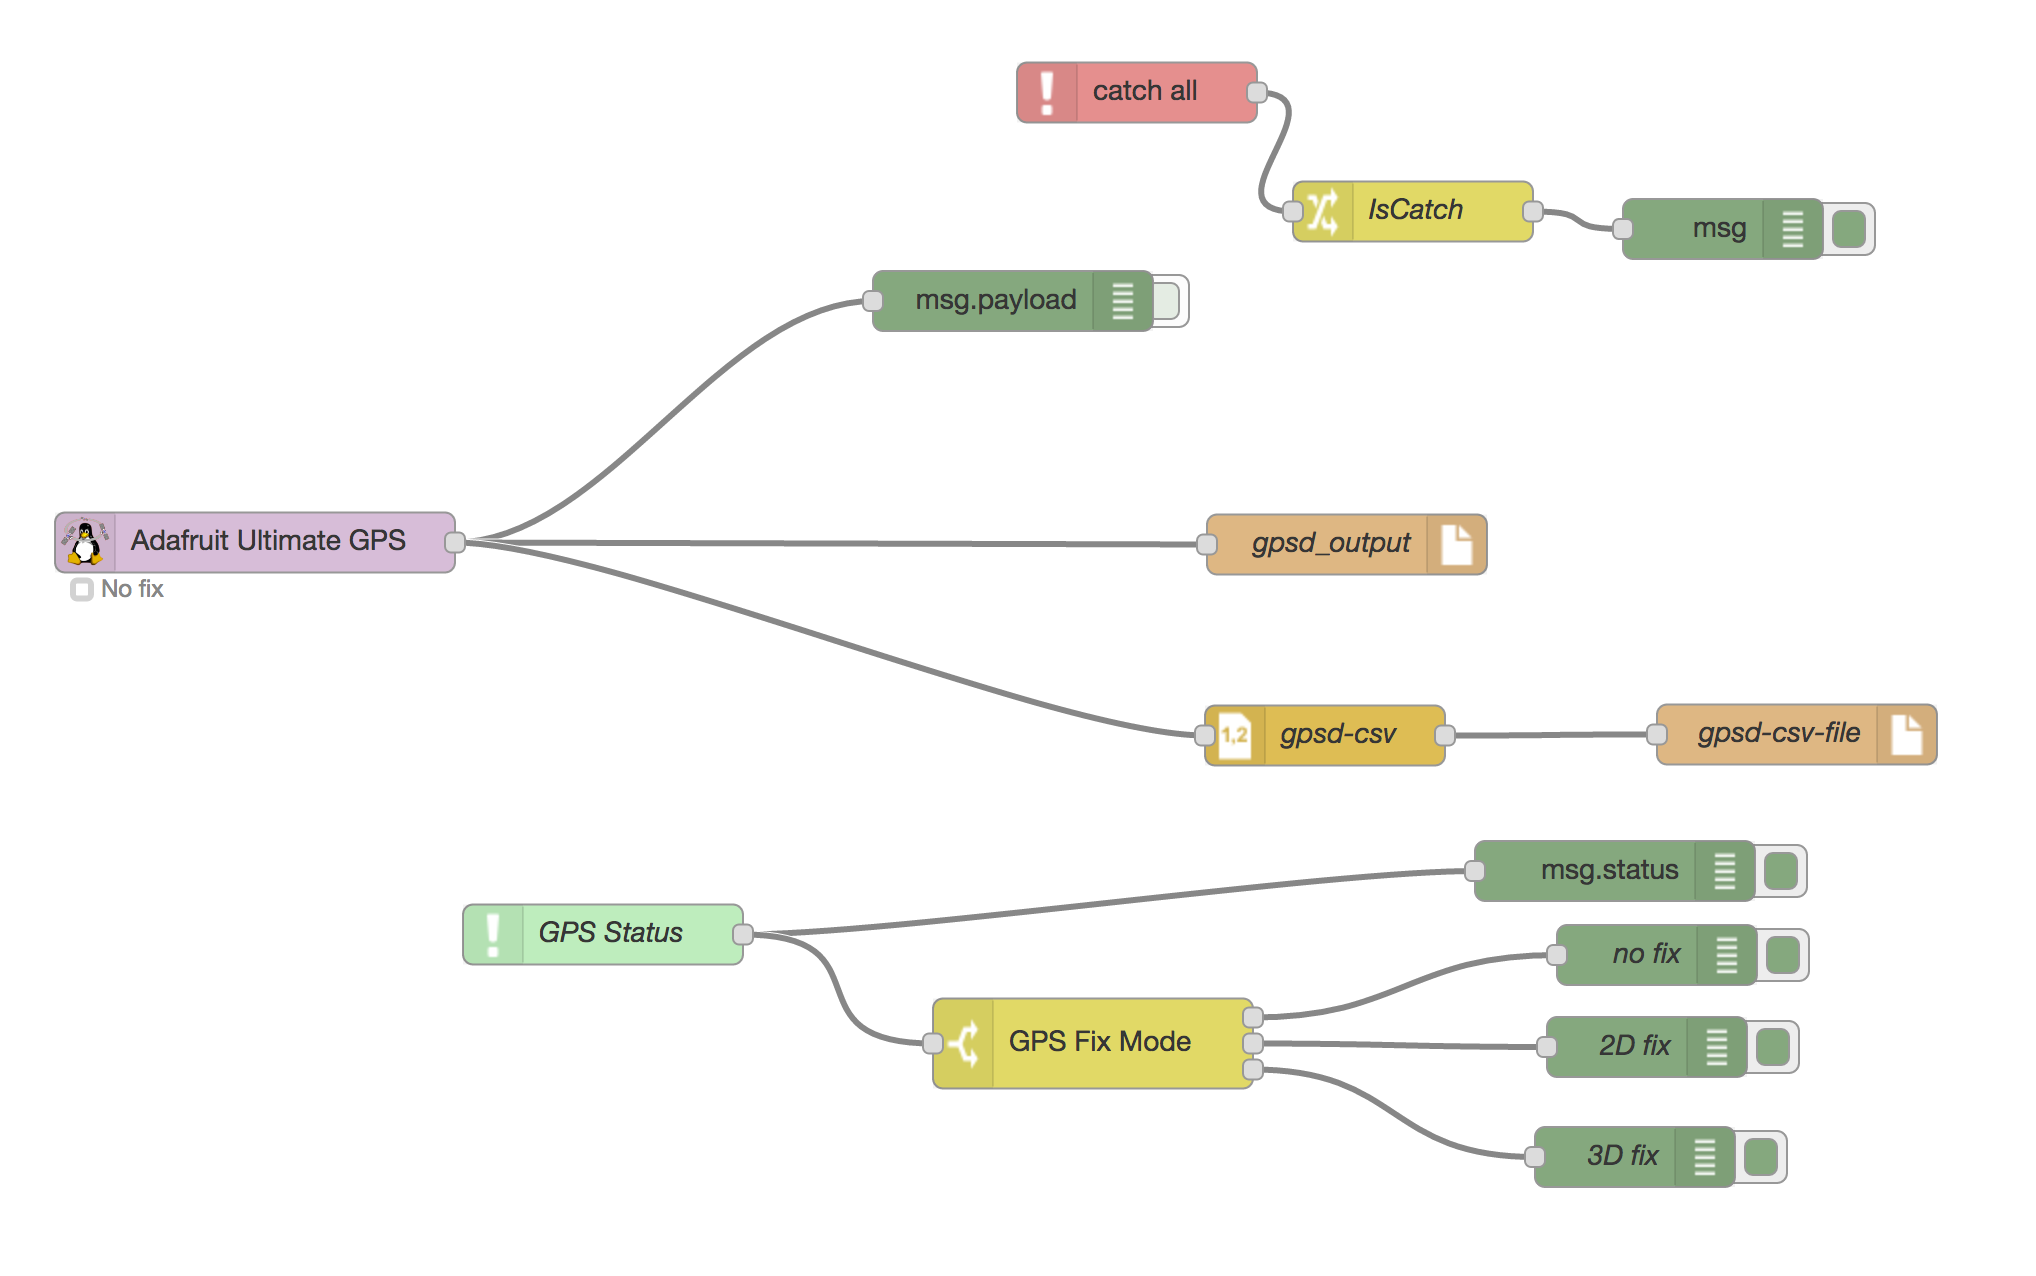 catch all
IsCatch
msg
msg.payload
Adafruit Ultimate GPS
No fix
gpsd_output
1,2
gpsd-csv
gpsd-csv-file
msg.status
GPS Status
no fix
GPS Fix Mode
2D fix
3D fix